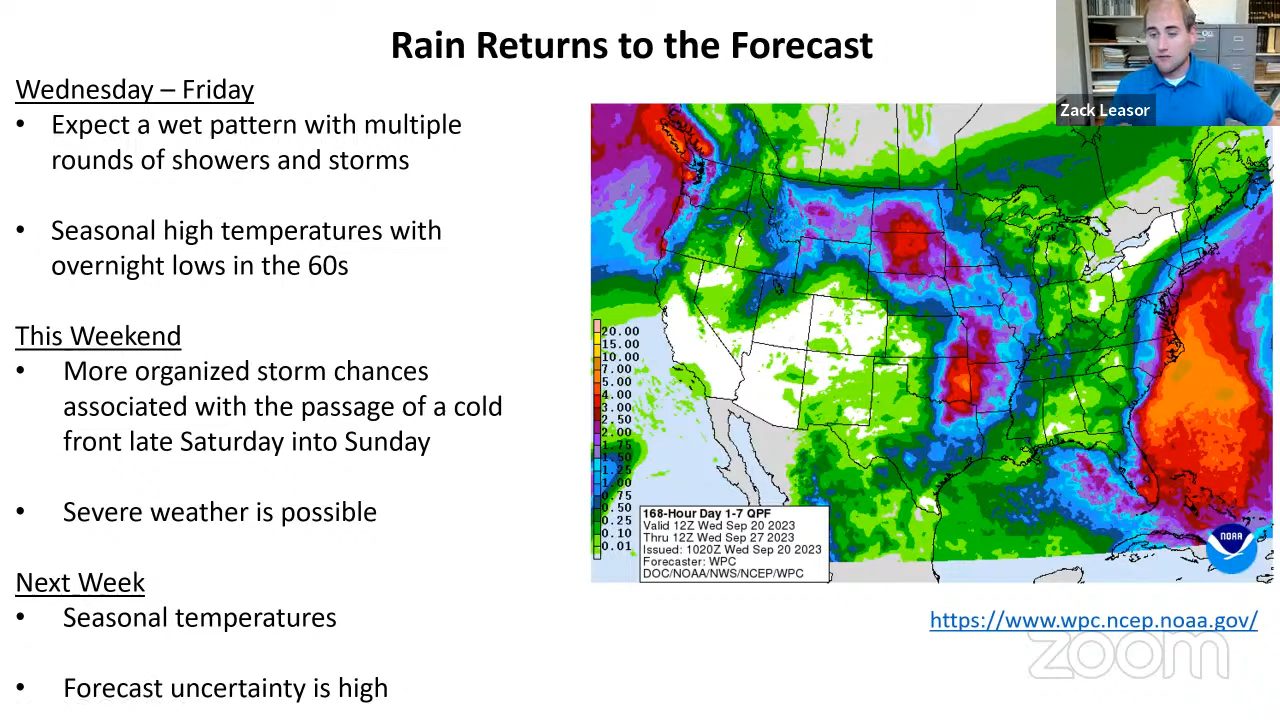 Rain Returns to the Forecast
Zack Leasor
Wednesday – Friday
• Expect a wet pattern with multiple
rounds of showers and storms
• Seasonal high temperatures with
overnight lows in the 60s
This Weekend
• More organized storm chances
associated with the passage of a cold
front late Saturday into Sunday
• Severe weather is possible
Next Week
• Seasonal temperatures
• Forecast uncertainty is high
20.00
15.00
10.00
7.00
5.00
4.00
3.00
2.50
2.00
1.75
1.50
1.25
1.00
0.75
0.50
0.25
0.10
0.01
168-Hour Day 1-7 QPF
Valid 12Z Wed Sep 20 2023
Thru 12Z Wed Sep 27 2023
Issued: 1020Z Wed Sep 20 2023
Forecaster: WPC
DOC/NOAA/NWS/NCEP/WPC
NOAA
https://www.wpc.ncep.noaa.gov/
zoom